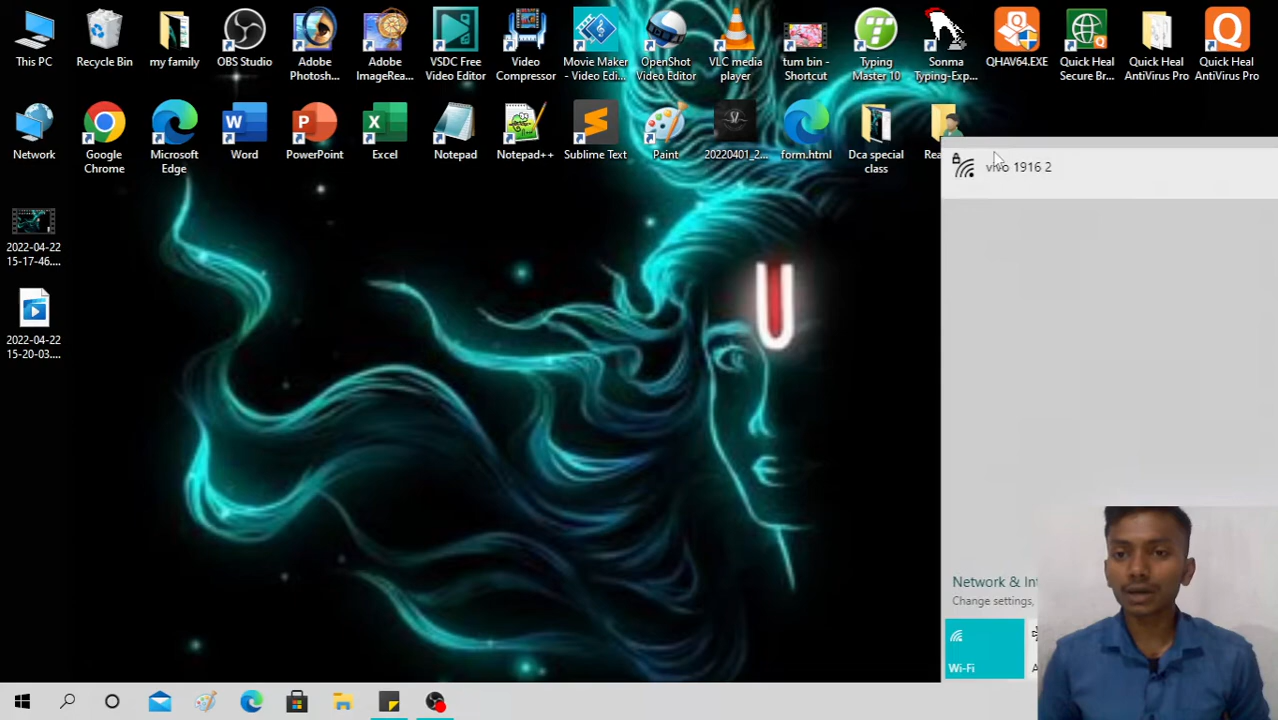 This PC
Recycle Bin
my family
OBS Studio
Adobe
Photosh...
Adobe
ImageRea...
VSDC Free
Video Editor
Video
Compressor
Movie Maker
- Video Edi...
OpenShot
Video Editor
VLC media
player
tum bin -
Shortcut
Typing
Master 10
Sonma
Typing-Exp...
QHAV64.EXE
Quick Heal
Secure Br...
Quick Heal
AntiVirus Pro
Quick Heal
AntiVirus Pro
Network
Google
Chrome
Microsoft
Edge
Word
PowerPoint
Excel
Notepad
Notepad++
Sublime Text
Paint
20220401_2...
form.html
Dca special
class
Rea
vivo 1916 2
2022-04-22
15-17-46....
2022-04-22
15-20-03....
Network & Int
Change settings,
Wi-Fi
A